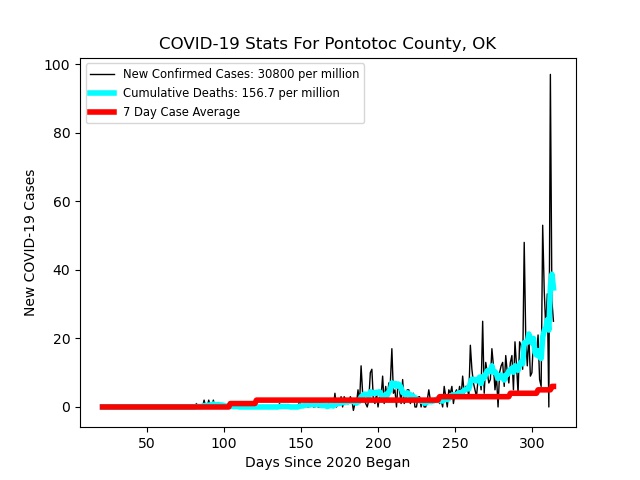 COVID-19 Stats For Pontotoc County, OK
New Confirmed Cases: 30800 per million
Cumulative Deaths: 156.7 per million
7 Day Case Average
New COVID-19 Cases
100
80
60
40
20
0
50 100 150 200 250 300
Days Since 2020 Began